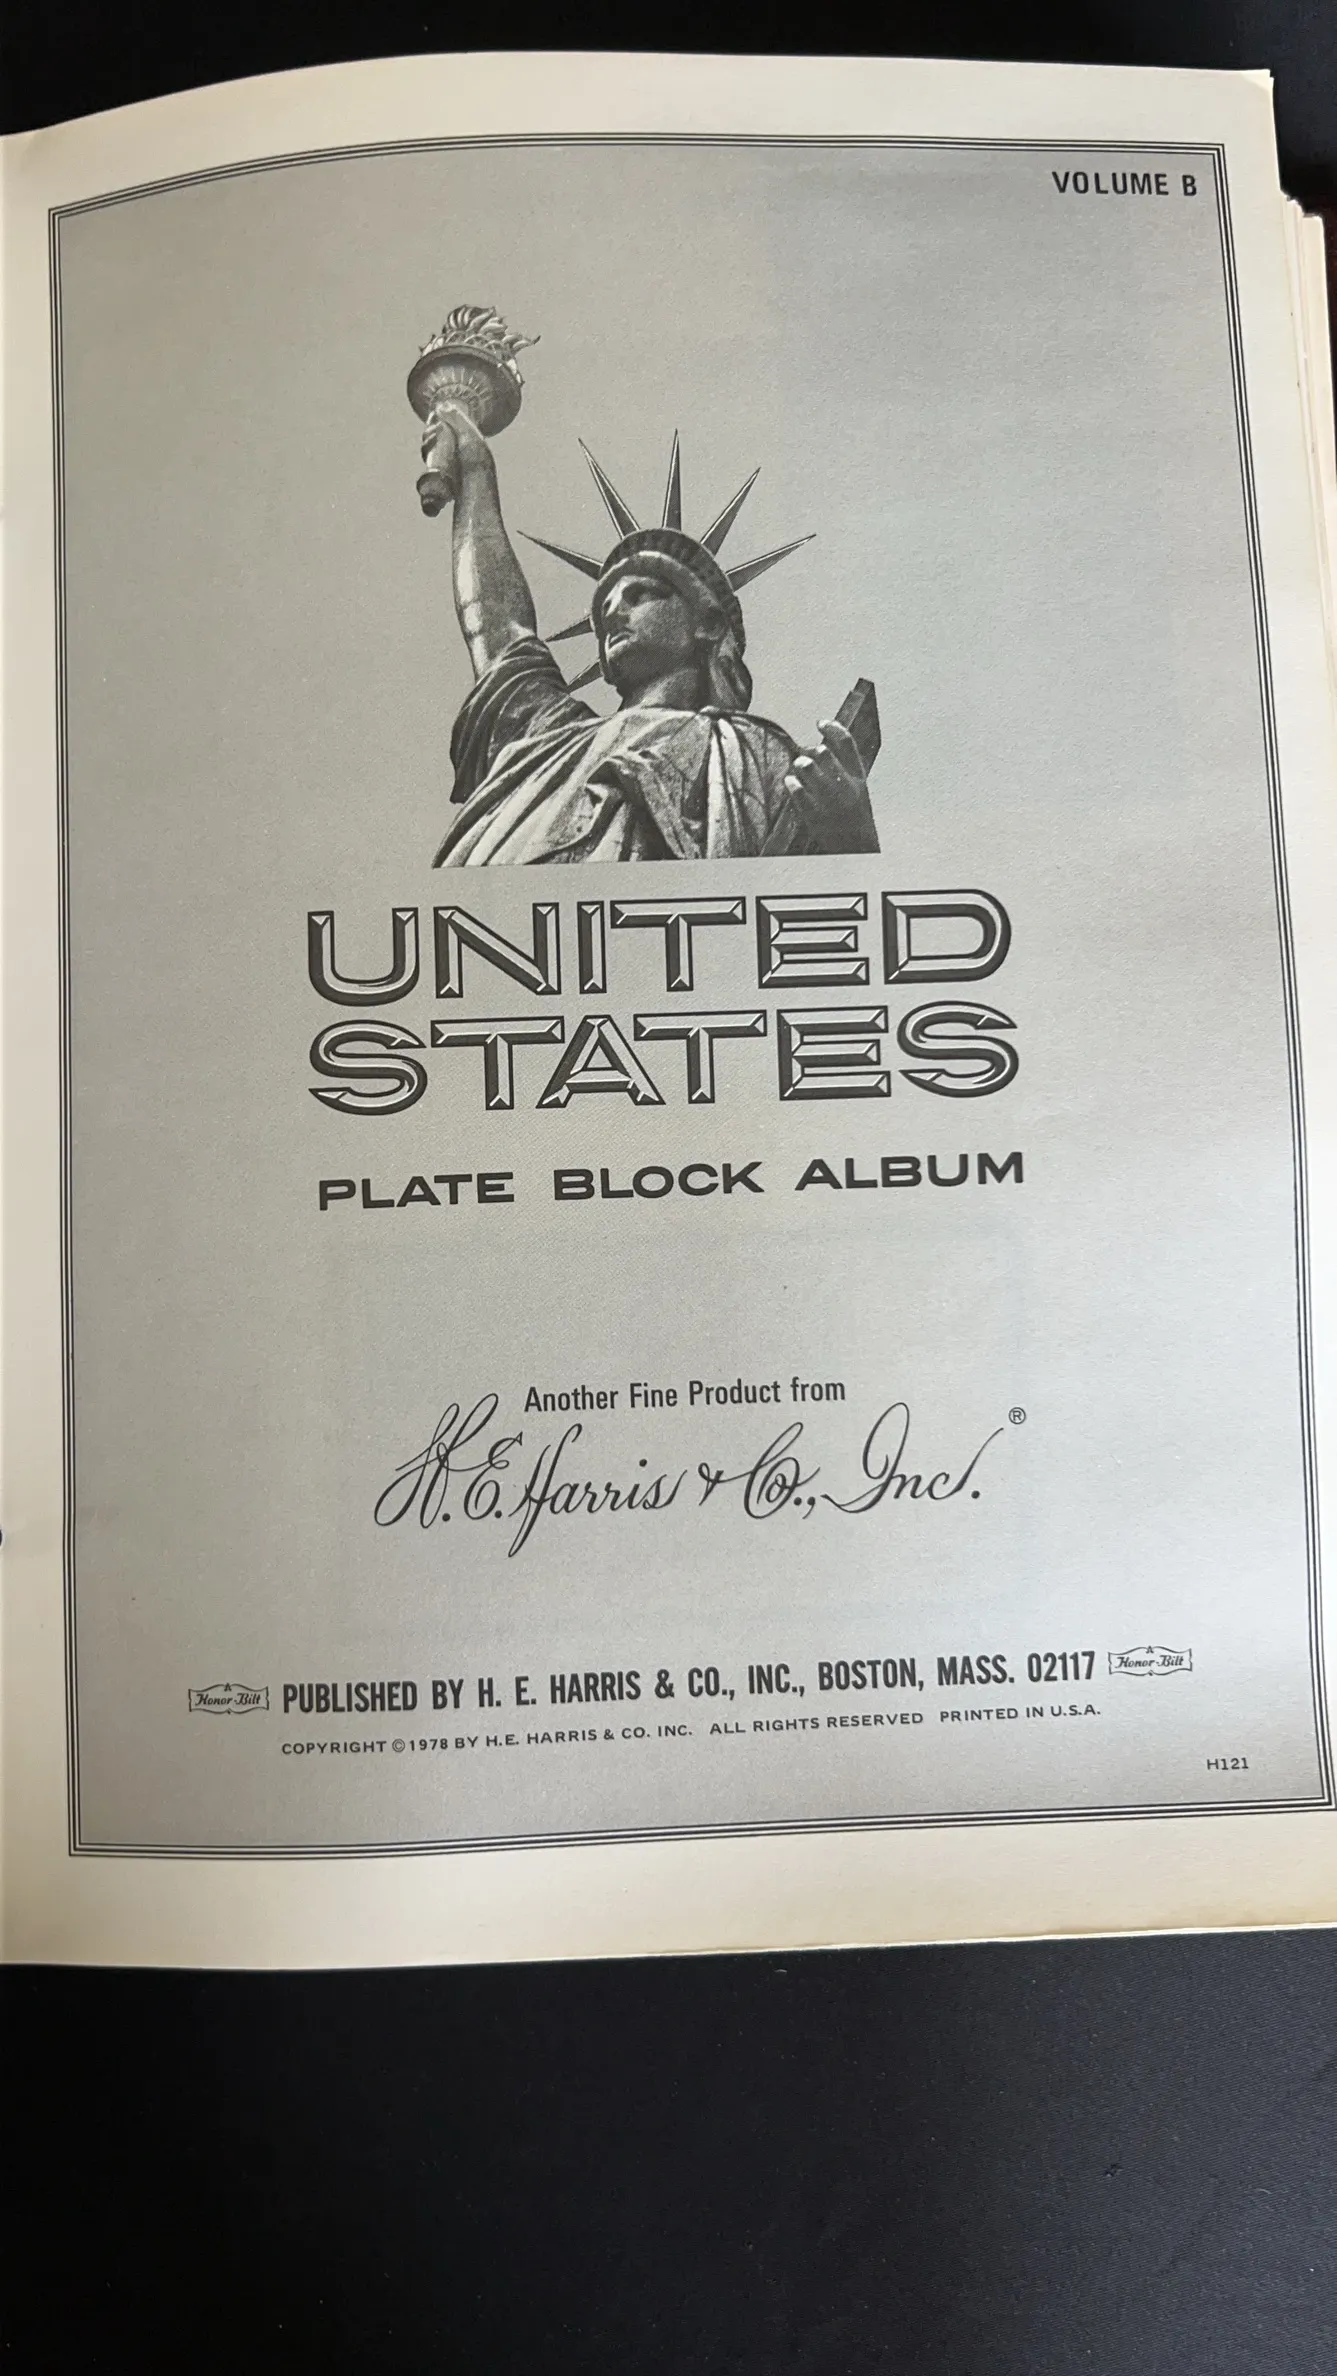 VOLUME B
UNITED
STATES
PLATE BLOCK ALBUM
Another Fine Product from
H. E. Harris & Co., Inc. ®
A
Honor-Bilt
PUBLISHED BY H. E. HARRIS & CO., INC., BOSTON, MASS. 02117
A
Honor-Bilt
COPYRIGHT © 1978 BY H.E. HARRIS & CO. INC. ALL RIGHTS RESERVED PRINTED IN U.S.A.
H121